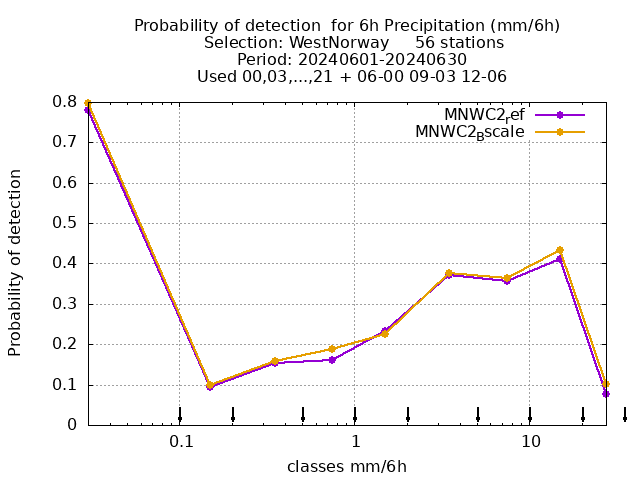 Probability of detection  for 6h Precipitation (mm/6h)
Selection: WestNorway     56 stations
Period: 20240601-20240630
Used 00,03,...,21 + 06-00 09-03 12-06
MNWC2_ref
MNWC2_Bscale
Probability of detection
0.8
0.7
0.6
0.5
0.4
0.3
0.2
0.1
0
0.1
1
10
classes mm/6h